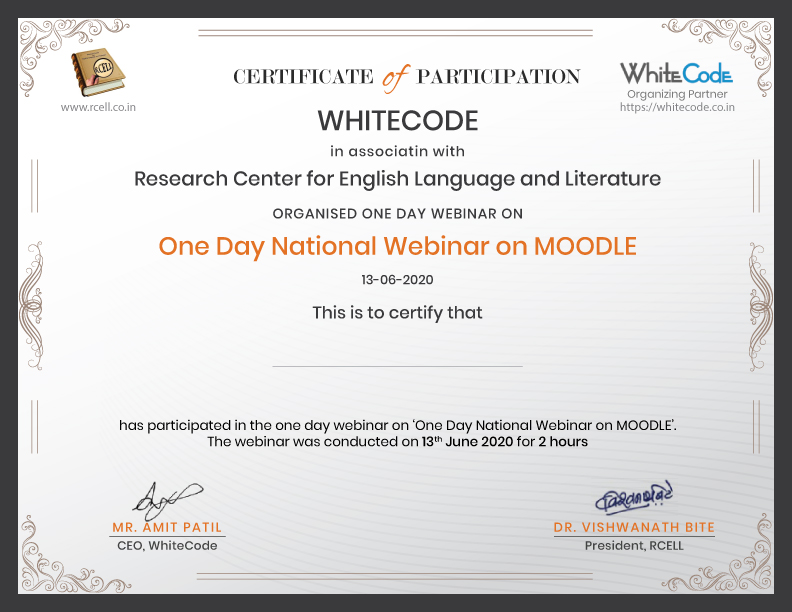 RCELL
www.rcell.co.in
CERTIFICATE of PARTICIPATION
WhiteCode
Organizing Partner
https://whitecode.co.in
WHITECODE
in associatin with
Research Center for English Language and Literature
ORGANISED ONE DAY WEBINAR ON
One Day National Webinar on MOODLE
13-06-2020
This is to certify that
has participated in the one day webinar on ‘One Day National Webinar on MOODLE’.
The webinar was conducted on 13th June 2020 for 2 hours
MR. AMIT PATIL
CEO, WhiteCode
DR. VISHWANATH BITE
President, RCELL